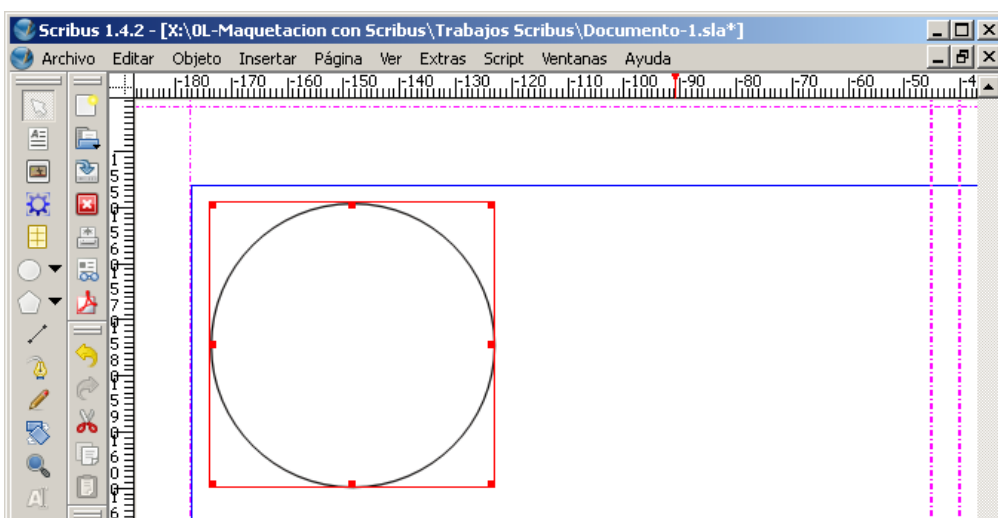 Scribus 1.4.2 - [X:\0L-Maquetacion con Scribus\Trabajos Scribus\Documento-1.sla*]
Archivo Editar Objeto Insertar Página Ver Extras Script Ventanas Ayuda
-180 -170 -160 -150 -140 -130 -120 -110 -100 -90 -80 -70 -60 -50 -4